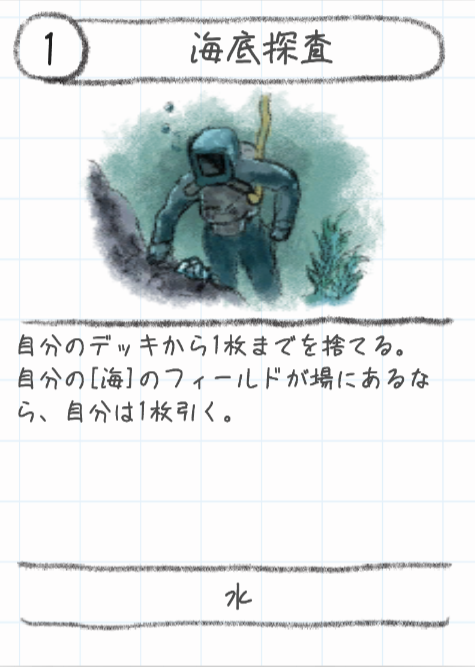 1
海底探査
自分のデッキから1枚までを捨てる。
自分の[海]のフィールドが場にあるな
ら、自分は1枚引く。
水